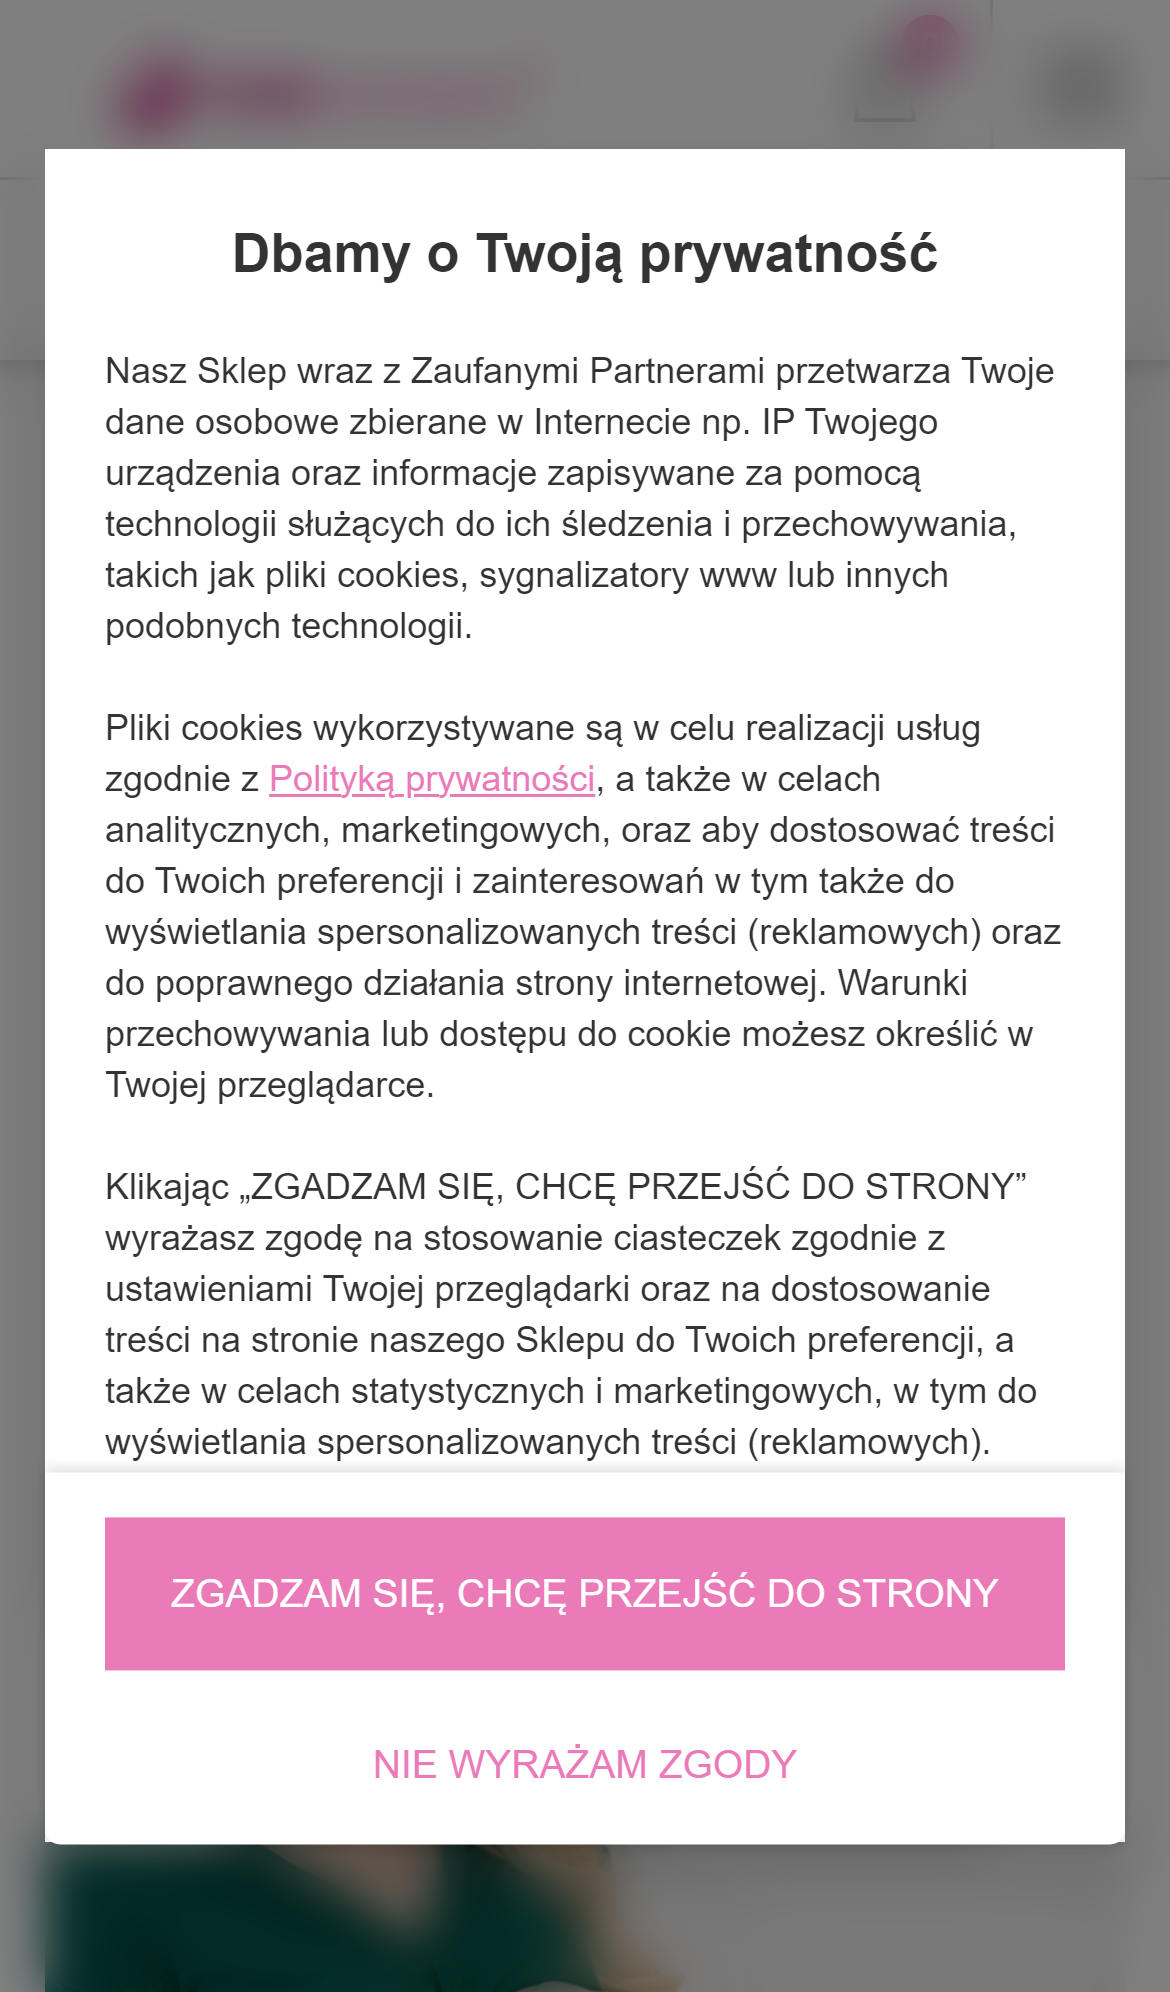 Dbamy o Twoją prywatność
Nasz Sklep wraz z Zaufanymi Partnerami przetwarza Twoje
dane osobowe zbierane w Internecie np. IP Twojego
urządzenia oraz informacje zapisywane za pomocą
technologii służących do ich śledzenia i przechowywania,
takich jak pliki cookies, sygnalizatory www lub innych
podobnych technologii.
Pliki cookies wykorzystywane są w celu realizacji usług
zgodnie z Polityką prywatności, a także w celach
analitycznych, marketingowych, oraz aby dostosować treści
do Twoich preferencji i zainteresowań w tym także do
wyświetlania spersonalizowanych treści (reklamowych) oraz
do poprawnego działania strony internetowej. Warunki
przechowywania lub dostępu do cookie możesz określić w
Twojej przeglądarce.
Klikając „ZGADZAM SIĘ, CHCĘ PRZEJŚĆ DO STRONY”
wyrażasz zgodę na stosowanie ciasteczek zgodnie z
ustawieniami Twojej przeglądarki oraz na dostosowanie
treści na stronie naszego Sklepu do Twoich preferencji, a
także w celach statystycznych i marketingowych, w tym do
wyświetlania spersonalizowanych treści (reklamowych).
ZGADZAM SIĘ, CHCĘ PRZEJŚĆ DO STRONY
NIE WYRAŻAM ZGODY